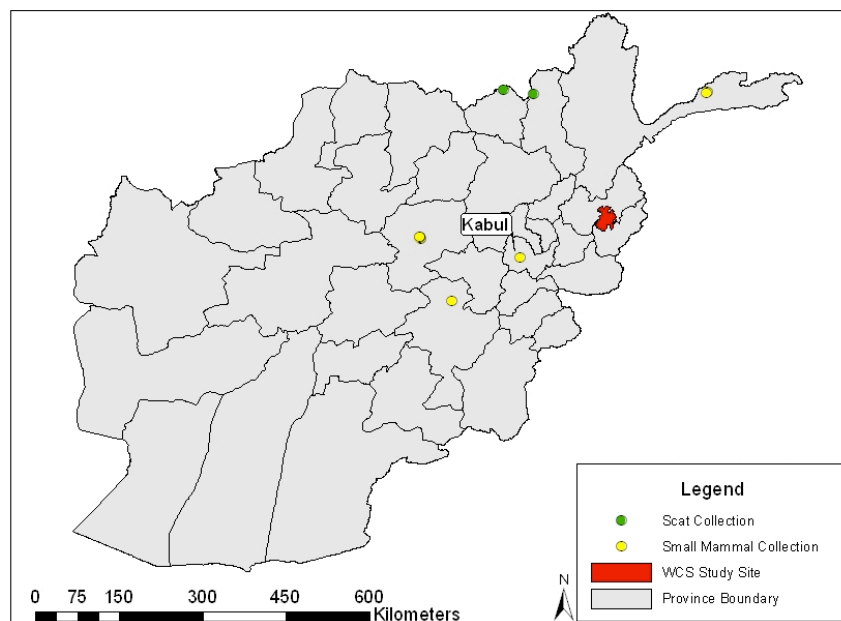 Kabul
Legend
Scat Collection
Small Mammal Collection
WCS Study Site
Province Boundary
N
0 75 150 300 450 600
Kilometers